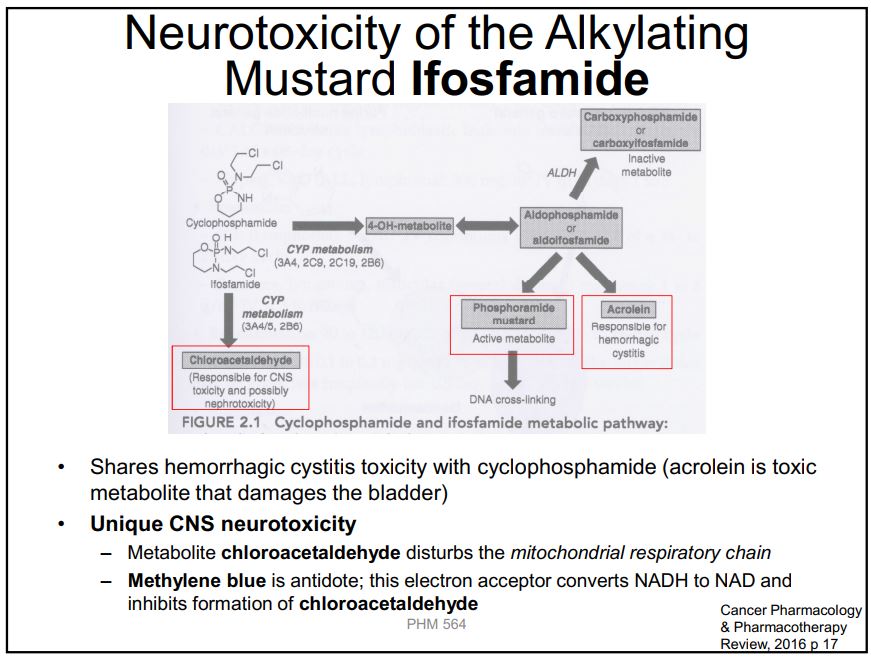 Neurotoxicity of the Alkylating
Mustard Ifosfamide
Carboxyphosphamide
or
carboxyifosfamide
Inactive
metabolite
ALDH
Cl
Cl
N
O
P
O
NH
Cyclophosphamide
4-OH-metabolite
Aldophosphamide
or
aldoifosfamide
CYP metabolism
(3A4, 2C9, 2C19, 2B6)
O
H
O
P
N
Cl
N
Cl
Ifosfamide
CYP
metabolism
(3A4/5, 2B6)
Phosphoramide
mustard
Active metabolite
Acrolein
Responsible for
hemorrhagic
cystitis
Chloroacetaldehyde
(Responsible for CNS
toxicity and possibly
nephrotoxicity)
DNA cross-linking
FIGURE 2.1 Cyclophosphamide and ifosfamide metabolic pathway:
• Shares hemorrhagic cystitis toxicity with cyclophosphamide (acrolein is toxic
metabolite that damages the bladder)
• Unique CNS neurotoxicity
– Metabolite chloroacetaldehyde disturbs the mitochondrial respiratory chain
– Methylene blue is antidote; this electron acceptor converts NADH to NAD and
inhibits formation of chloroacetaldehyde
PHM 564
Cancer Pharmacology
& Pharmacotherapy
Review, 2016 p 17